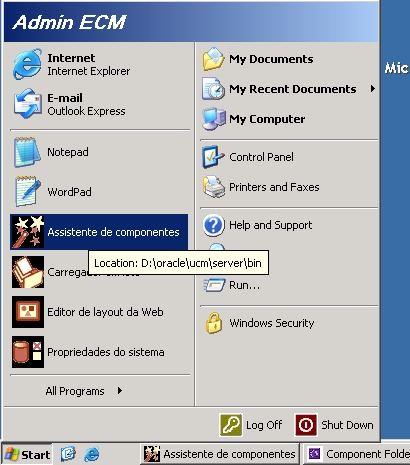 Admin ECM
Internet
Internet Explorer
E-mail
Outlook Express
Notepad
WordPad
Assistente de componentes
Location: D:\oracle\ucm\server\bin
Carregador
Editor de layout da Web
Propriedades do sistema
All Programs
My Documents
My Recent Documents
My Computer
Control Panel
Printers and Faxes
Help and Support
Run...
Windows Security
Log Off
Shut Down
Mic
Start
Assistente de componentes
Component Folde